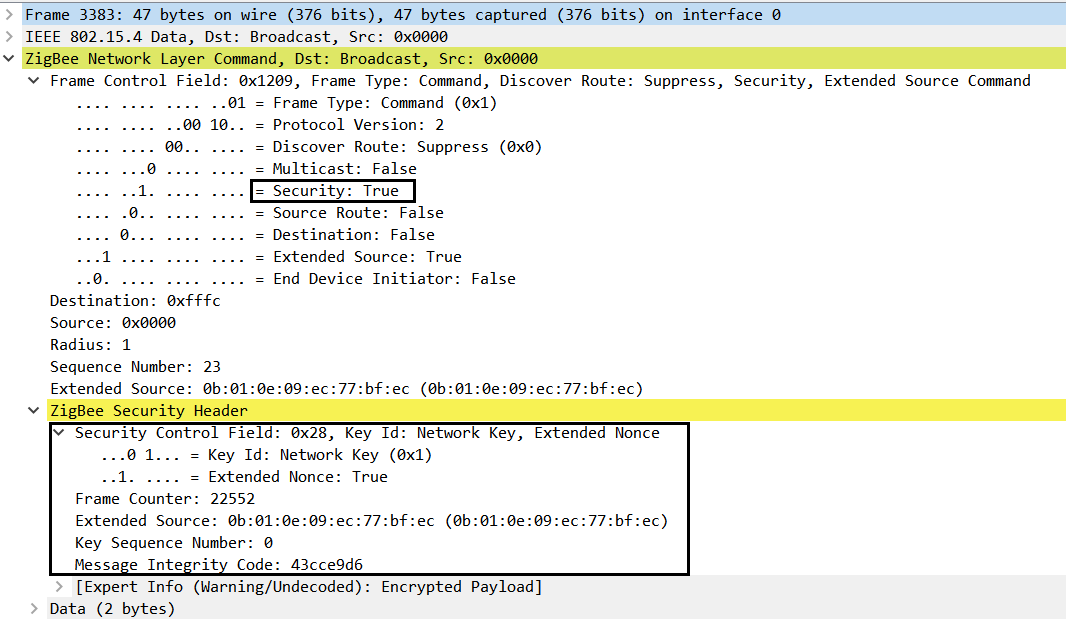 Frame 3383: 47 bytes on wire (376 bits), 47 bytes captured (376 bits) on interface 0
IEEE 802.15.4 Data, Dst: Broadcast, Src: 0x0000
ZigBee Network Layer Command, Dst: Broadcast, Src: 0x0000
Frame Control Field: 0x1209, Frame Type: Command, Discover Route: Suppress, Security, Extended Source Command
.... .... .... ..01 = Frame Type: Command (0x1)
.... .... ..00 10.. = Protocol Version: 2
.... .... 00.. .... = Discover Route: Suppress (0x0)
.... ...0 .... .... = Multicast: False
.... ..1. .... .... = Security: True
.... .0.. .... .... = Source Route: False
.... 0... .... .... = Destination: False
...1 .... .... .... = Extended Source: True
..0. .... .... .... = End Device Initiator: False
Destination: 0xfffc
Source: 0x0000
Radius: 1
Sequence Number: 23
Extended Source: 0b:01:0e:09:ec:77:bf:ec (0b:01:0e:09:ec:77:bf:ec)
ZigBee Security Header
Security Control Field: 0x28, Key Id: Network Key, Extended Nonce
...0 1... = Key Id: Network Key (0x1)
..1. .... = Extended Nonce: True
Frame Counter: 22552
Extended Source: 0b:01:0e:09:ec:77:bf:ec (0b:01:0e:09:ec:77:bf:ec)
Key Sequence Number: 0
Message Integrity Code: 43cce9d6
[Expert Info (Warning/Undecoded): Encrypted Payload]
Data (2 bytes)